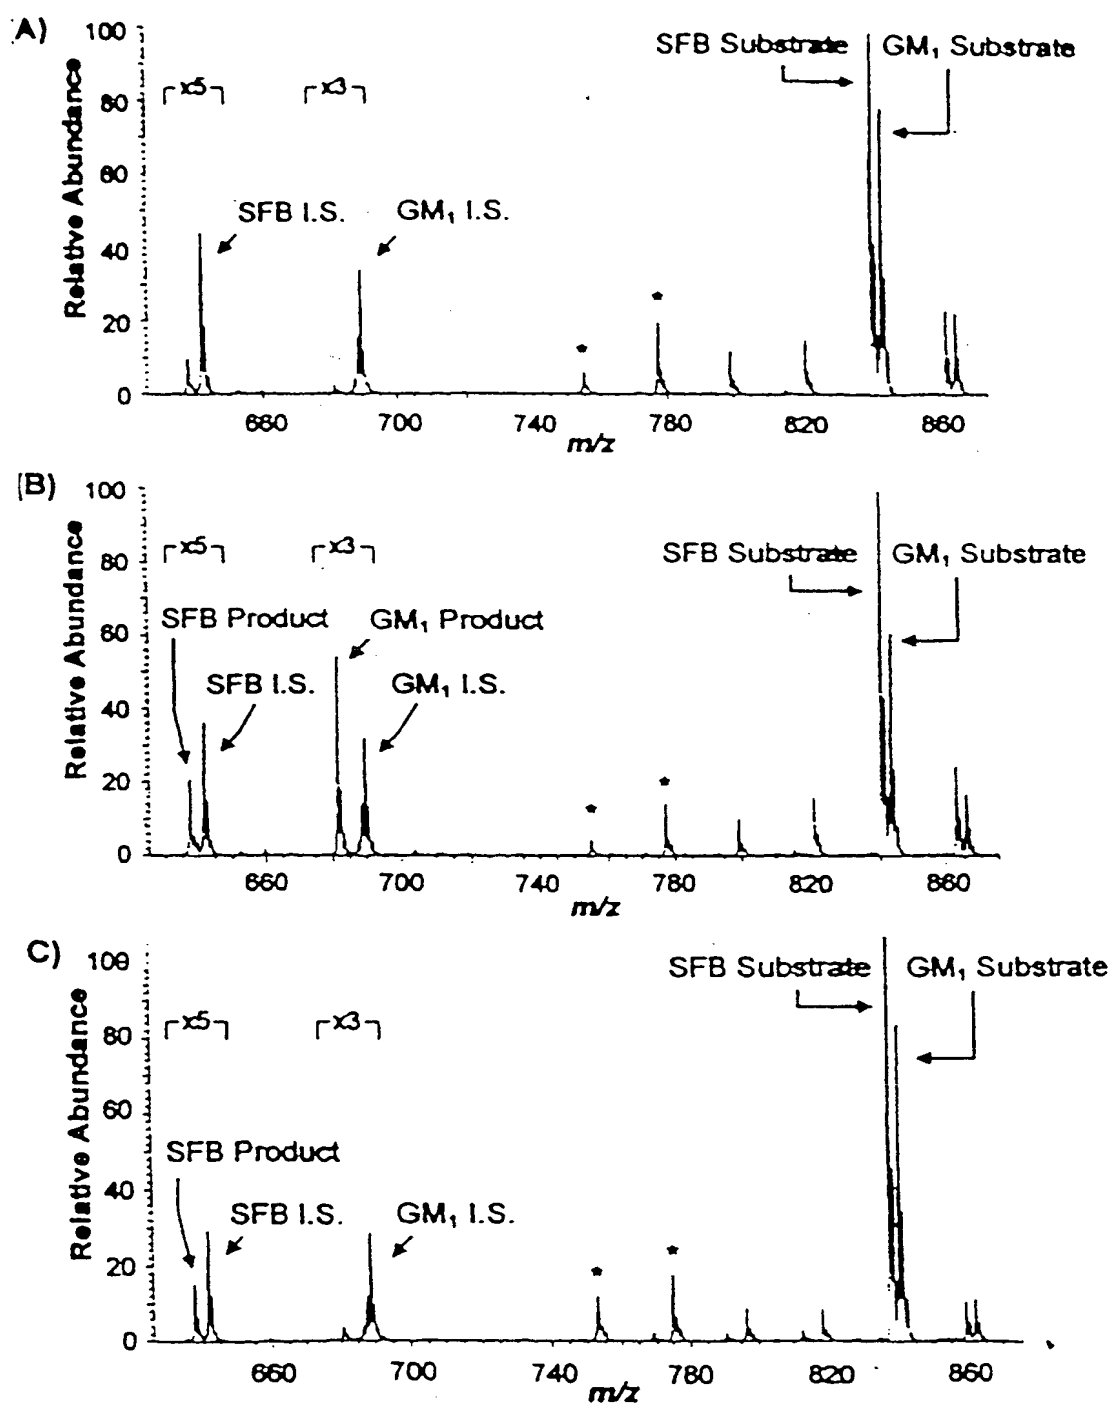 A)
100
80
60
40
20
0
Relative Abundance
x5
x3
SFB Substrate
GM₁ Substrate
SFB I.S.
GM₁ I.S.
*
*
660 700 740 780 820 860
m/z
(B)
100
80
60
40
20
0
Relative Abundance
x5
x3
SFB Substrate
GM₁ Substrate
SFB Product
GM₁ Product
SFB I.S.
GM₁ I.S.
*
*
660 700 740 780 820 860
m/z
C)
100
80
60
40
20
0
Relative Abundance
x5
x3
SFB Substrate
GM₁ Substrate
SFB Product
SFB I.S.
GM₁ I.S.
*
*
660 700 740 780 820 860
m/z